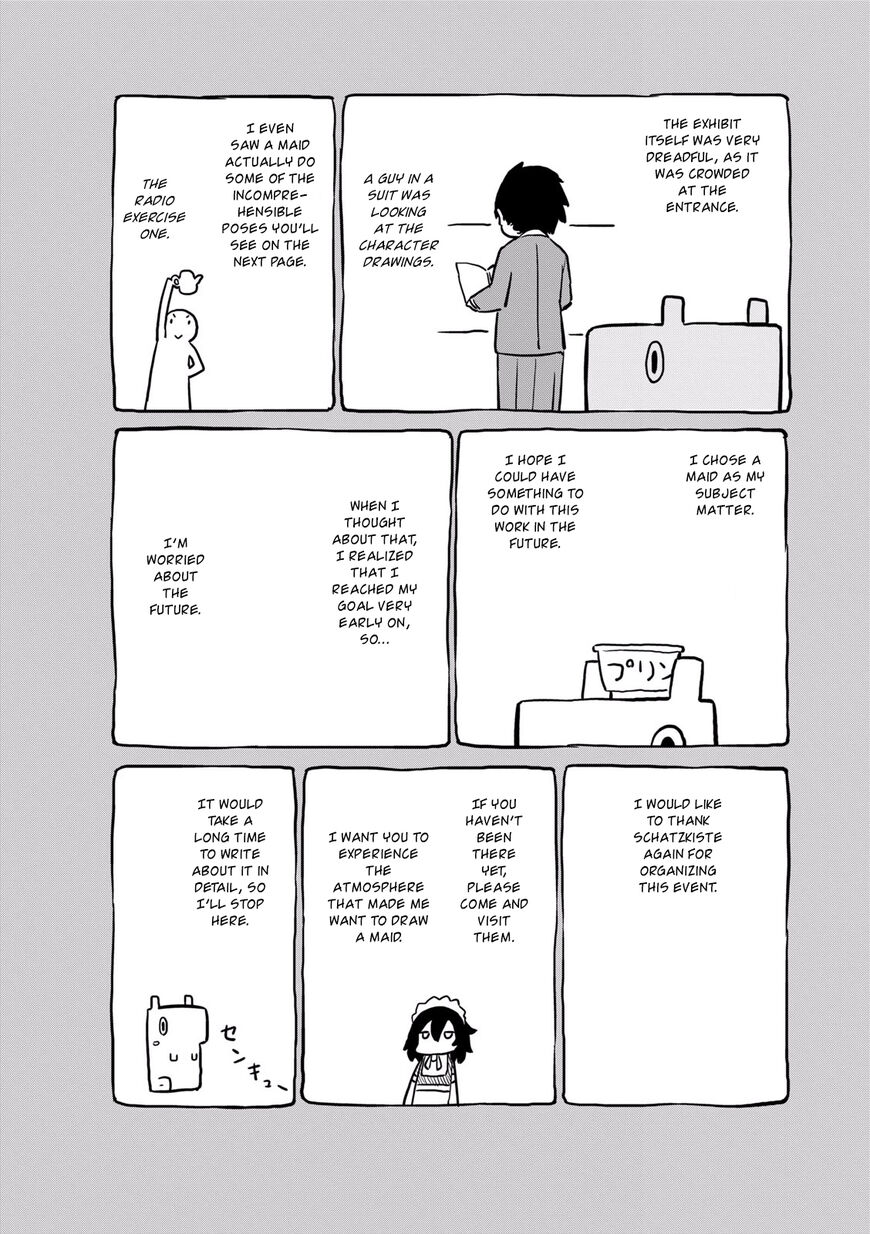 THE EXHIBIT
ITSELF WAS VERY
DREADFUL, AS IT
WAS CROWDED
AT THE
ENTRANCE.
A GUY IN A
SUIT WAS
LOOKING
AT THE
CHARACTER
DRAWINGS.
I EVEN
SAW A MAID
ACTUALLY DO
SOME OF THE
INCOMPRE-
HENSIBLE
POSES YOU'LL
SEE ON THE
NEXT PAGE.
THE
RADIO
EXERCISE
ONE.
I CHOSE A
MAID AS MY
SUBJECT
MATTER.
I HOPE I
COULD HAVE
SOMETHING TO
DO WITH THIS
WORK IN THE
FUTURE.
プリン
WHEN I
THOUGHT
ABOUT THAT,
I REALIZED
THAT I
REACHED MY
GOAL VERY
EARLY ON,
SO...
I'M
WORRIED
ABOUT
THE
FUTURE.
I WOULD LIKE
TO THANK
SCHATZKISTE
AGAIN FOR
ORGANIZING
THIS EVENT.
IF YOU
HAVEN'T
BEEN
THERE
YET,
PLEASE
COME AND
VISIT
THEM.
I WANT YOU TO
EXPERIENCE
THE
ATMOSPHERE
THAT MADE ME
WANT TO DRAW
A MAID.
IT WOULD
TAKE A
LONG TIME
TO WRITE
ABOUT IT IN
DETAIL, SO
I'LL STOP
HERE.
センキュー